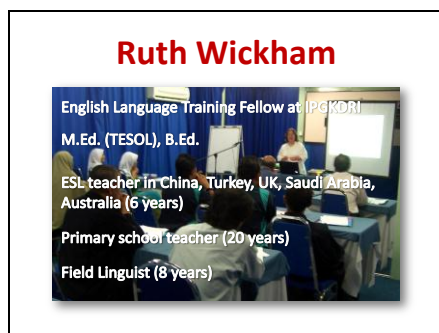 Ruth Wickham
English Language Training Fellow at IPGKDRI
M.Ed. (TESOL), B.Ed.
ESL teacher in China, Turkey, UK, Saudi Arabia,
Australia (6 years)
Primary school teacher (20 years)
Field Linguist (8 years)